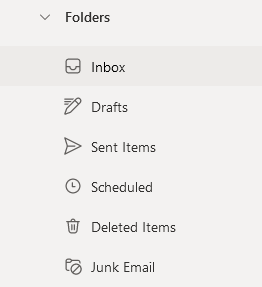 Folders
Inbox
Drafts
Sent Items
Scheduled
Deleted Items
Junk Email